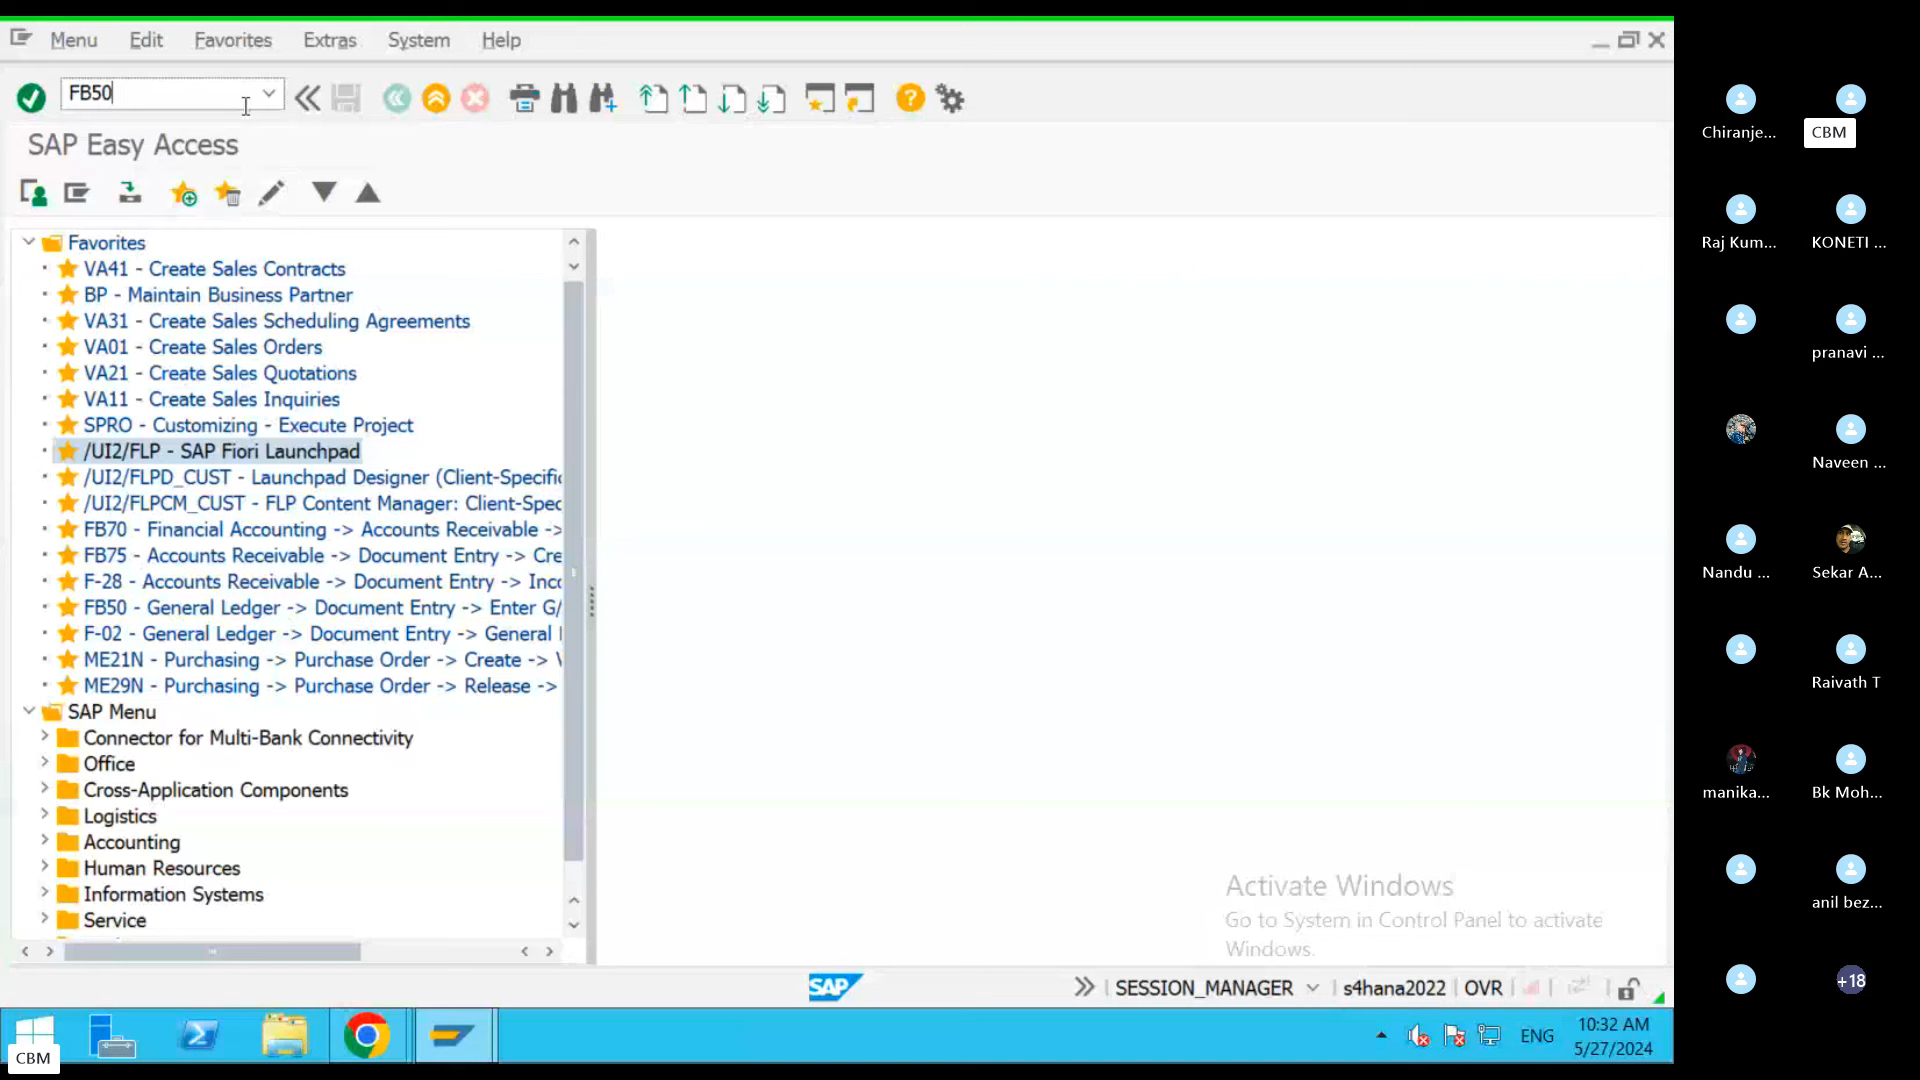 Menu Edit Favorites Extras System Help
FB50
SAP Easy Access
Favorites
VA41 - Create Sales Contracts
BP - Maintain Business Partner
VA31 - Create Sales Scheduling Agreements
VA01 - Create Sales Orders
VA21 - Create Sales Quotations
VA11 - Create Sales Inquiries
SPRO - Customizing - Execute Project
/UI2/FLP - SAP Fiori Launchpad
/UI2/FLPD_CUST - Launchpad Designer (Client-Specific
/UI2/FLPCM_CUST - FLP Content Manager: Client-Spec
FB70 - Financial Accounting -> Accounts Receivable ->
FB75 - Accounts Receivable -> Document Entry -> Cre
F-28 - Accounts Receivable -> Document Entry -> Inc
FB50 - General Ledger -> Document Entry -> Enter G/
F-02 - General Ledger -> Document Entry -> General
ME21N - Purchasing -> Purchase Order -> Create ->
ME29N - Purchasing -> Purchase Order -> Release ->
SAP Menu
Connector for Multi-Bank Connectivity
Office
Cross-Application Components
Logistics
Accounting
Human Resources
Information Systems
Service
Activate Windows
Go to System in Control Panel to activate
Windows.
SAP
SESSION_MANAGER
s4hana2022
OVR
CBM
ENG
10:32 AM
5/27/2024
Chiranje...
CBM
Raj Kum...
KONETI ...
pranavi ...
Naveen ...
Nandu ...
Sekar A...
Raivath T
manika...
Bk Moh...
anil bez...
+18